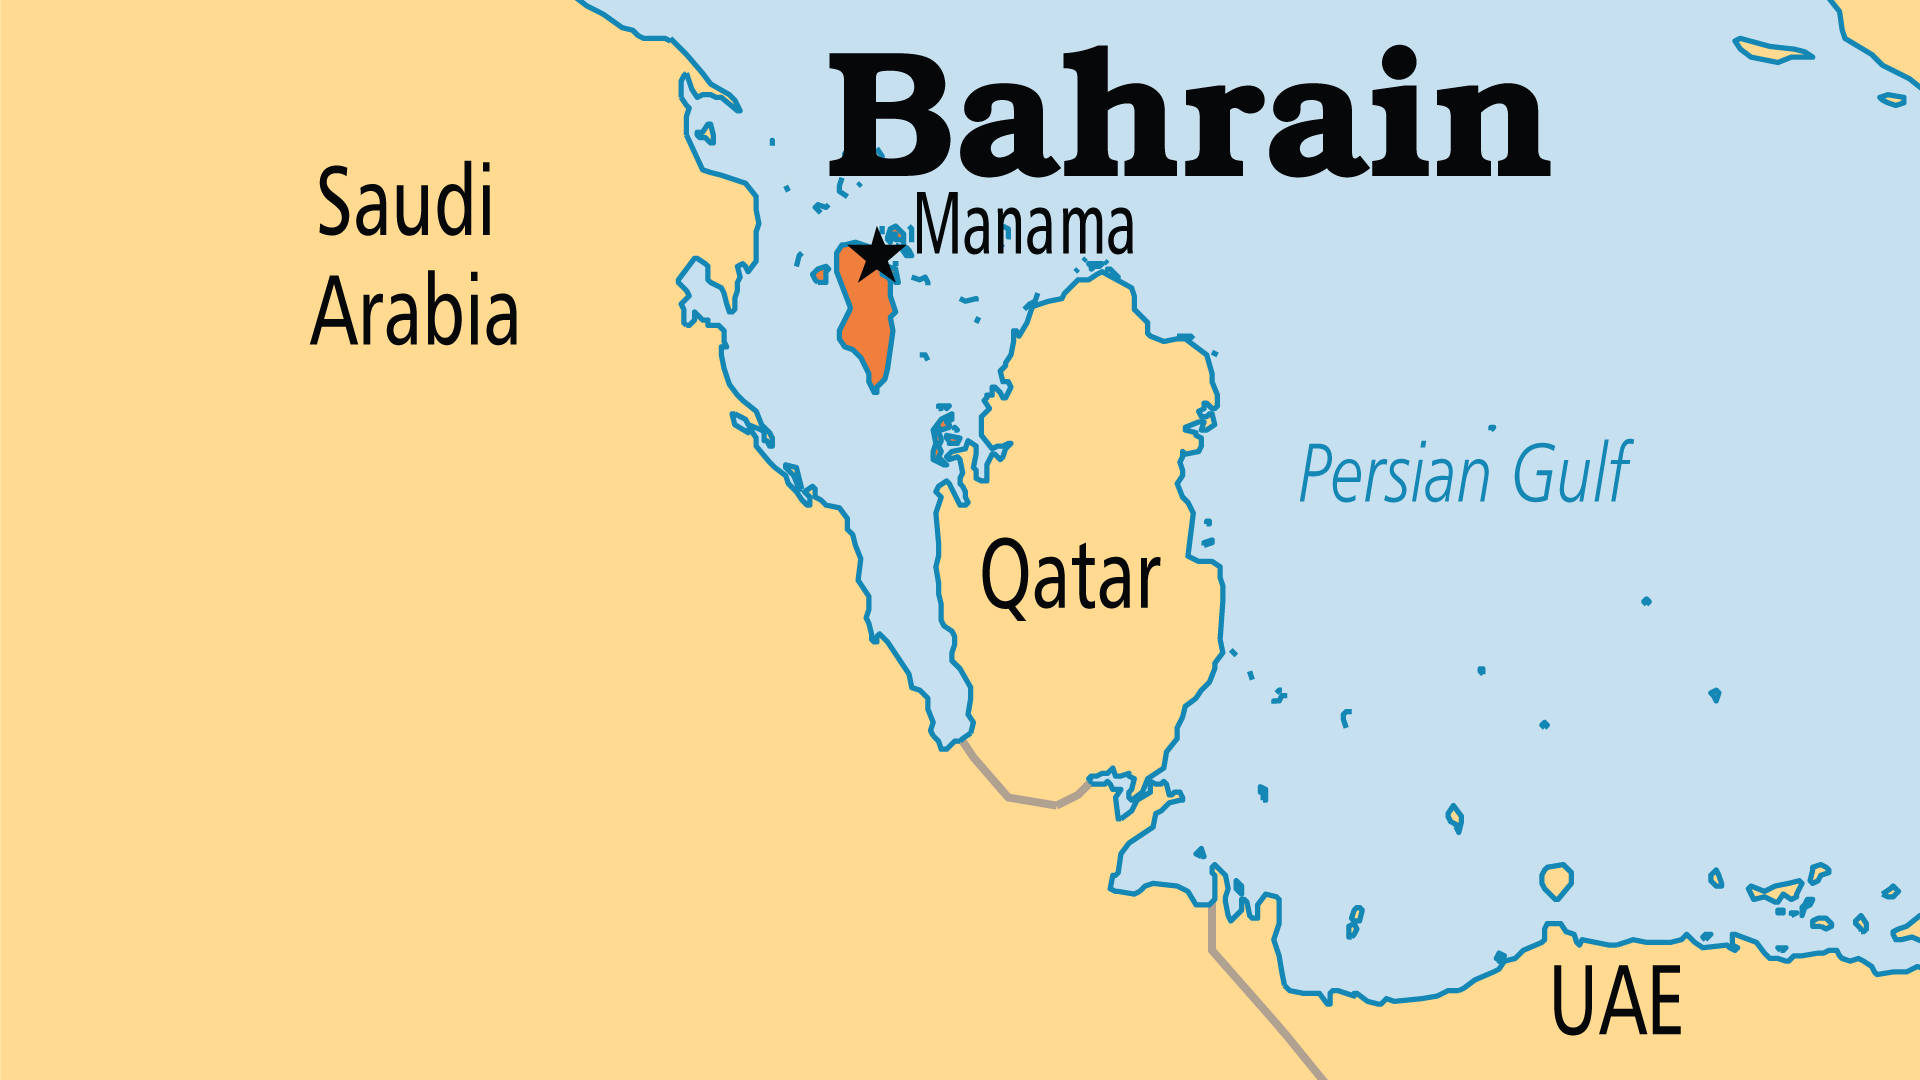 Bahrain
Saudi
Arabia
Manama
Persian Gulf
Qatar
UAE